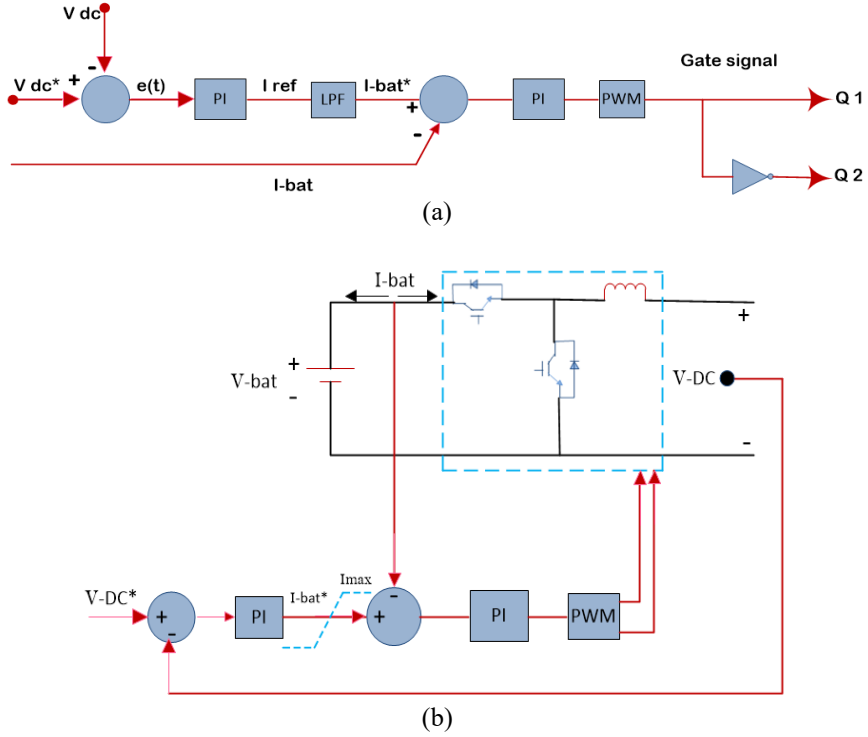 V dc
-
V dc* + e(t) PI I ref LPF I-bat* + PI PWM Gate signal Q 1
-
I-bat Q 2
(a)
I-bat
+
+
V-bat V-DC
-
-
V-DC* + - PI I-bat* Imax + - PI PWM
(b)